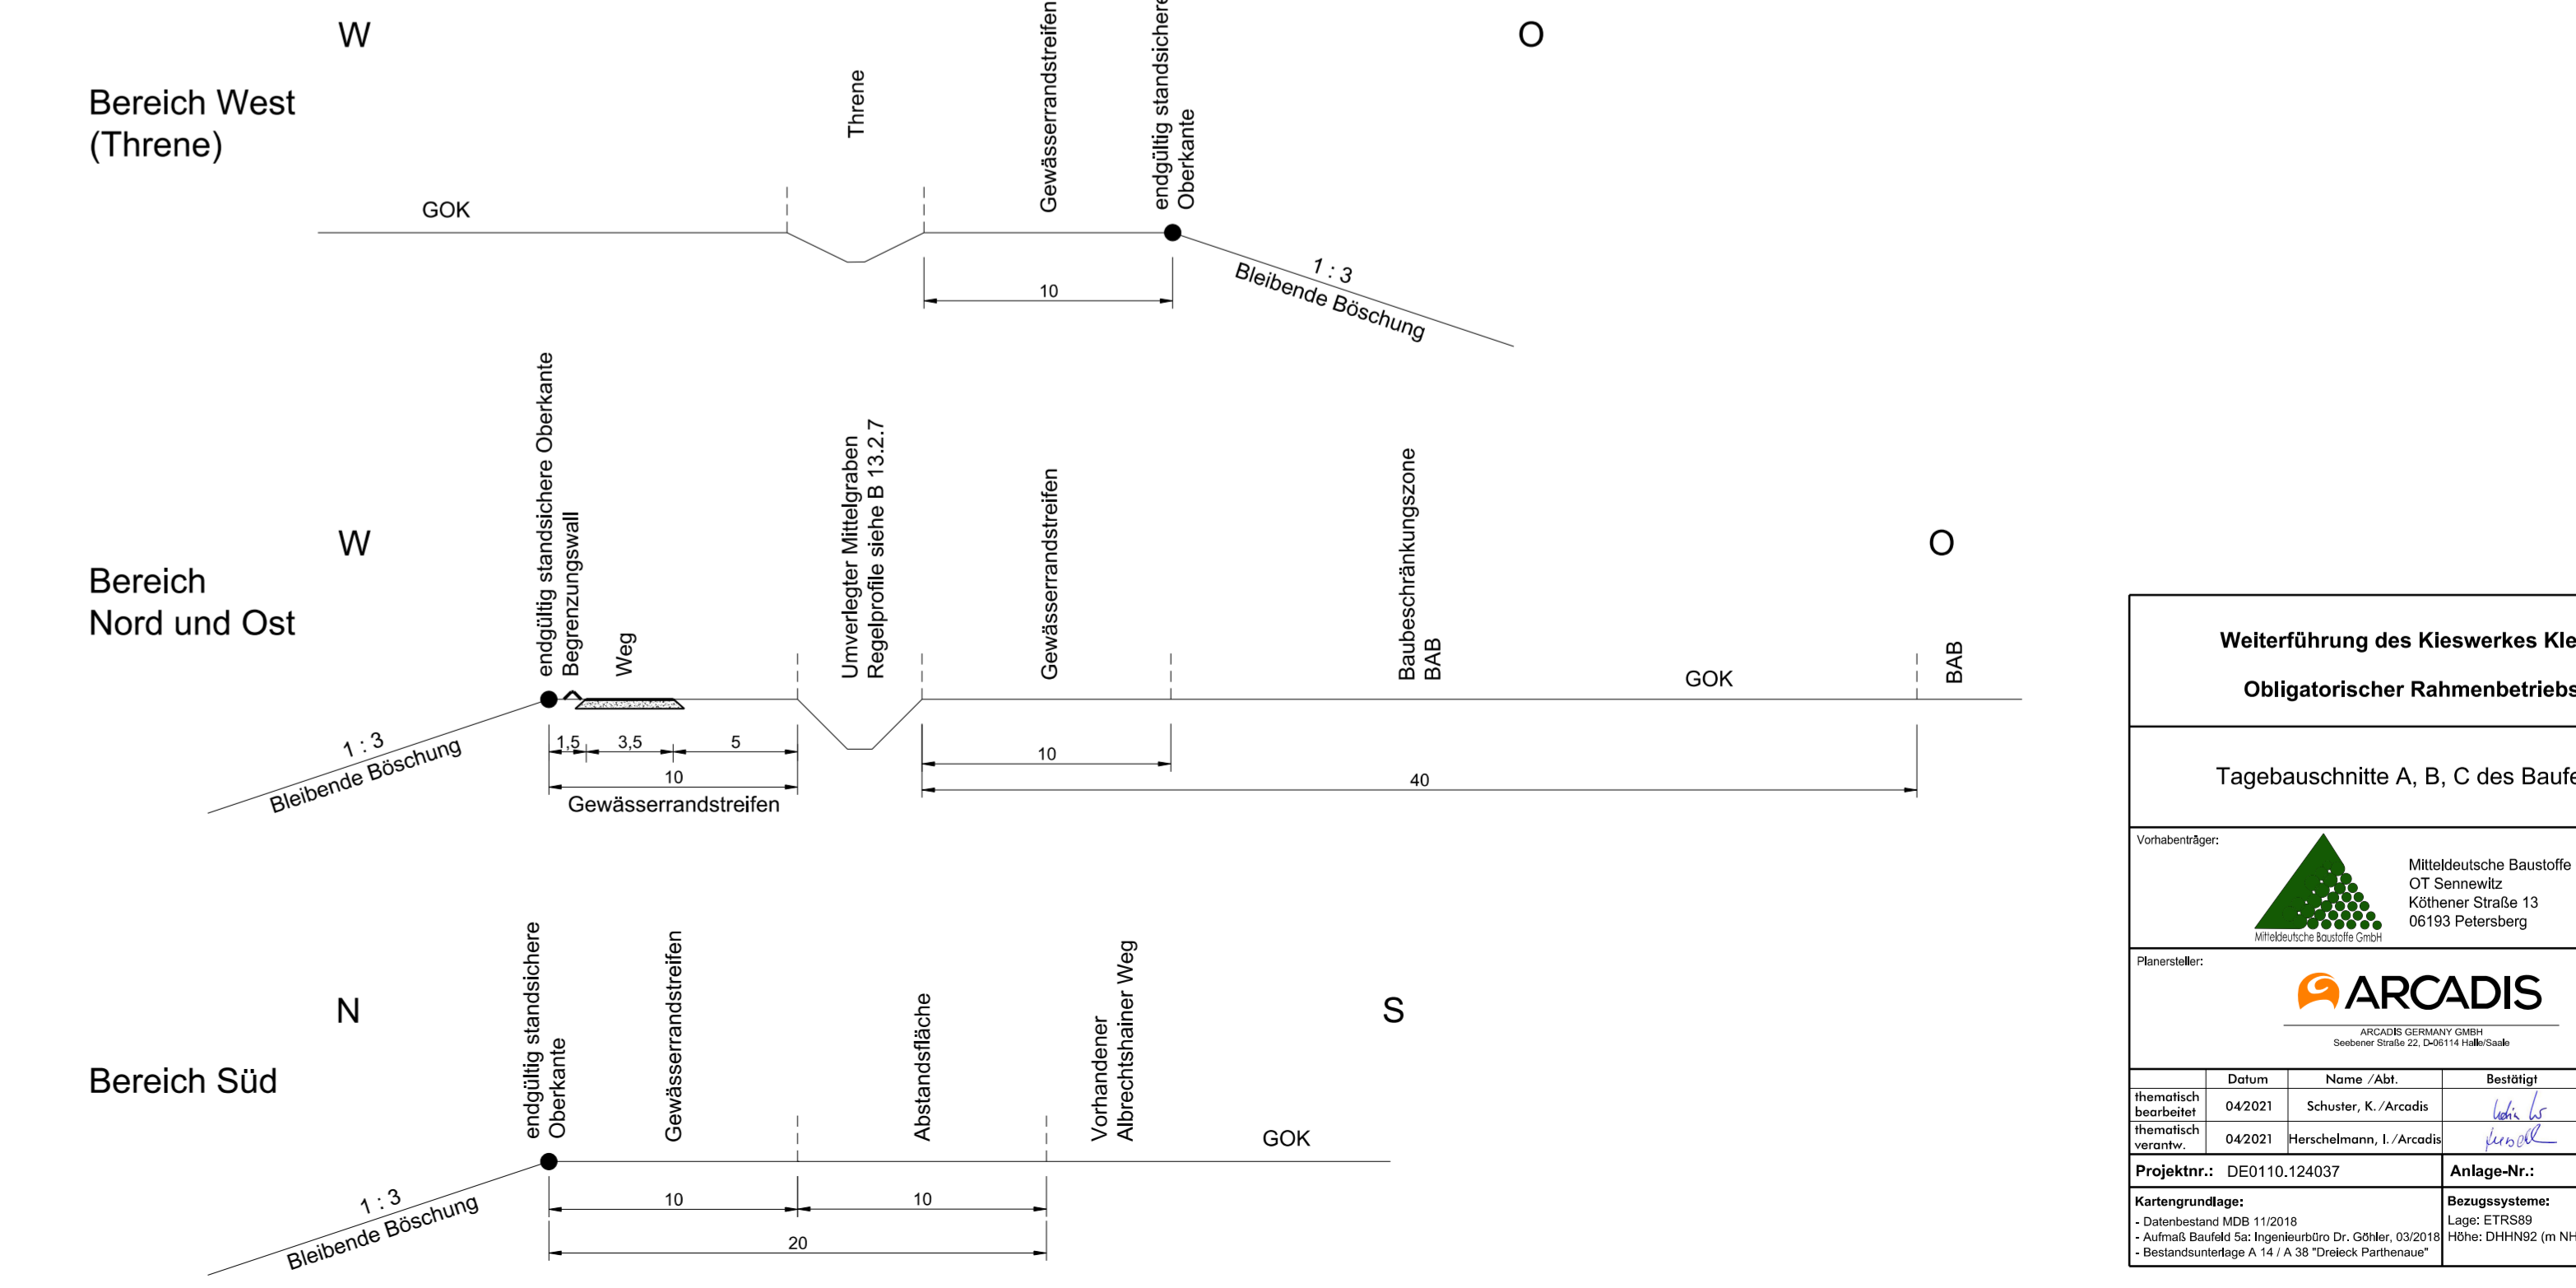 W
O
Bereich West
(Threne)
Threne
Gewässerrandstreifen
endgültig standsichere
Oberkante
GOK
10
1 : 3
Bleibende Böschung
W
O
Bereich
Nord und Ost
endgültig standsichere Oberkante
Begrenzungswall
Weg
Umverlegter Mittelgraben
Regelprofile siehe B 13.2.7
Gewässerrandstreifen
Baubeschränkungszone
BAB
GOK
BAB
1 : 3
Bleibende Böschung
1,5
3,5
5
10
Gewässerrandstreifen
10
40
N
S
Bereich Süd
endgültig standsichere
Oberkante
Gewässerrandstreifen
Abstandsfläche
Vorhandener
Albrechtshainer Weg
GOK
1 : 3
Bleibende Böschung
10
10
20
Weiterführung des Kieswerkes Kle
Obligatorischer Rahmenbetriebs
Tagebauschnitte A, B, C des Baufe
Vorhabenträger:
Mitteldeutsche Baustoffe GmbH
Mitteldeutsche Baustoffe
OT Sennewitz
Köthener Straße 13
06193 Petersberg
Planersteller:
ARCADIS
ARCADIS GERMANY GMBH
Seebener Straße 22, D-06114 Halle/Saale
Datum Name /Abt. Bestätigt
thematisch
bearbeitet 04/2021 Schuster, K./Arcadis
thematisch
verantw. 04/2021 Herschelmann, I./Arcadis
Projektnr.: DE0110.124037 Anlage-Nr.:
Kartengrundlage:
- Datenbestand MDB 11/2018
- Aufmaß Baufeld 5a: Ingenieurbüro Dr. Göhler, 03/2018
- Bestandsunterlage A 14 / A 38 "Dreieck Parthenaue"
Bezugssysteme:
Lage: ETRS89
Höhe: DHHN92 (m NH